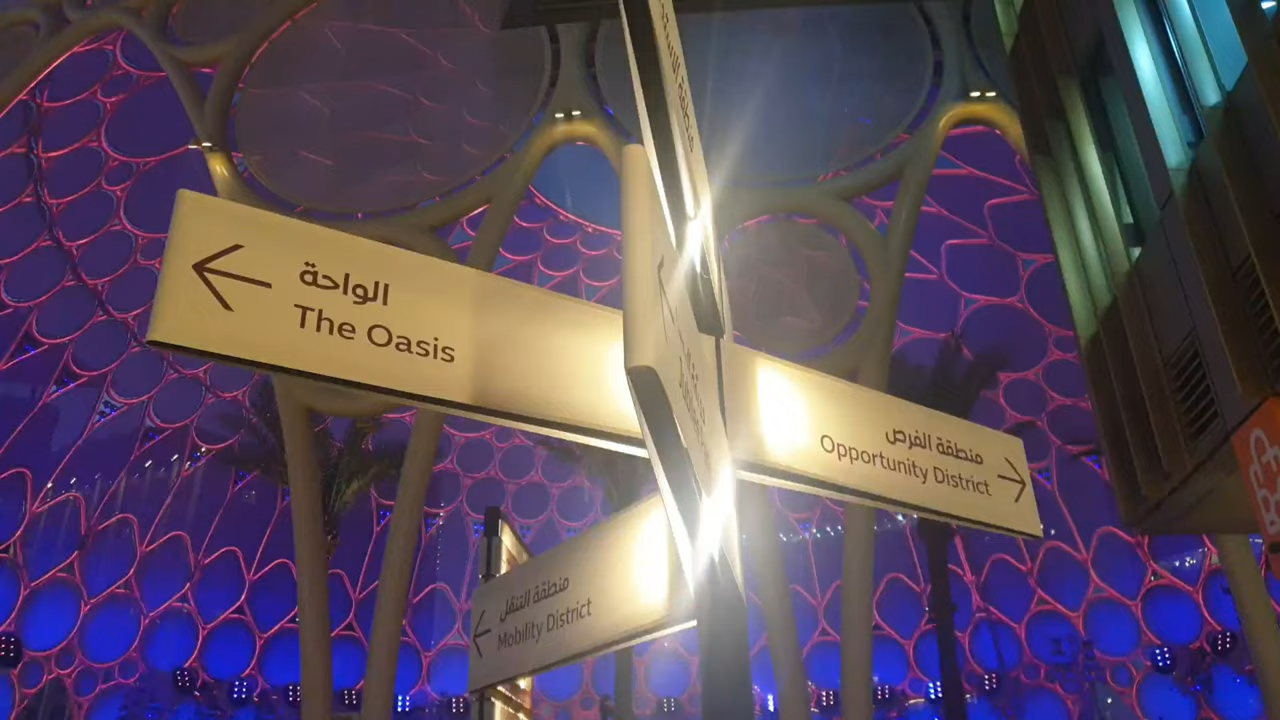 الواحة
The Oasis
منطقة الفرص
Opportunity District
منطقة التنقل
Mobility District